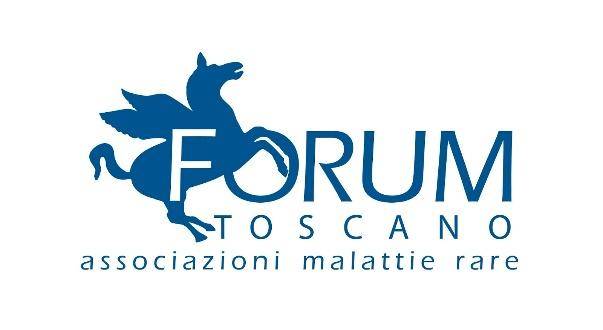 FORUM
TOSCANO
associazioni malattie rare